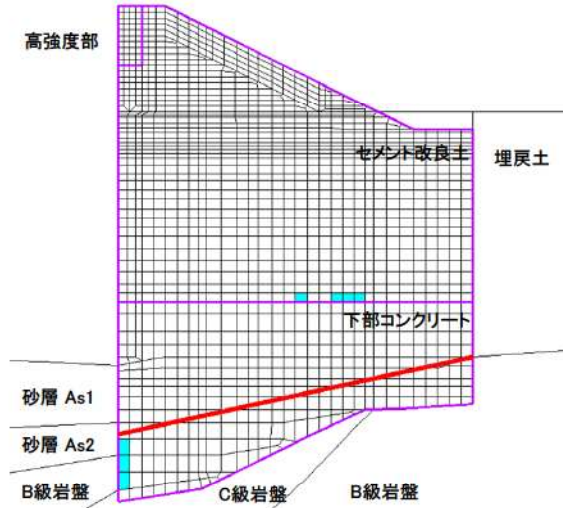 高強度部
セメント改良土
埋戻土
下部コンクリート
砂層 As1
砂層 As2
B級岩盤
C級岩盤
B級岩盤